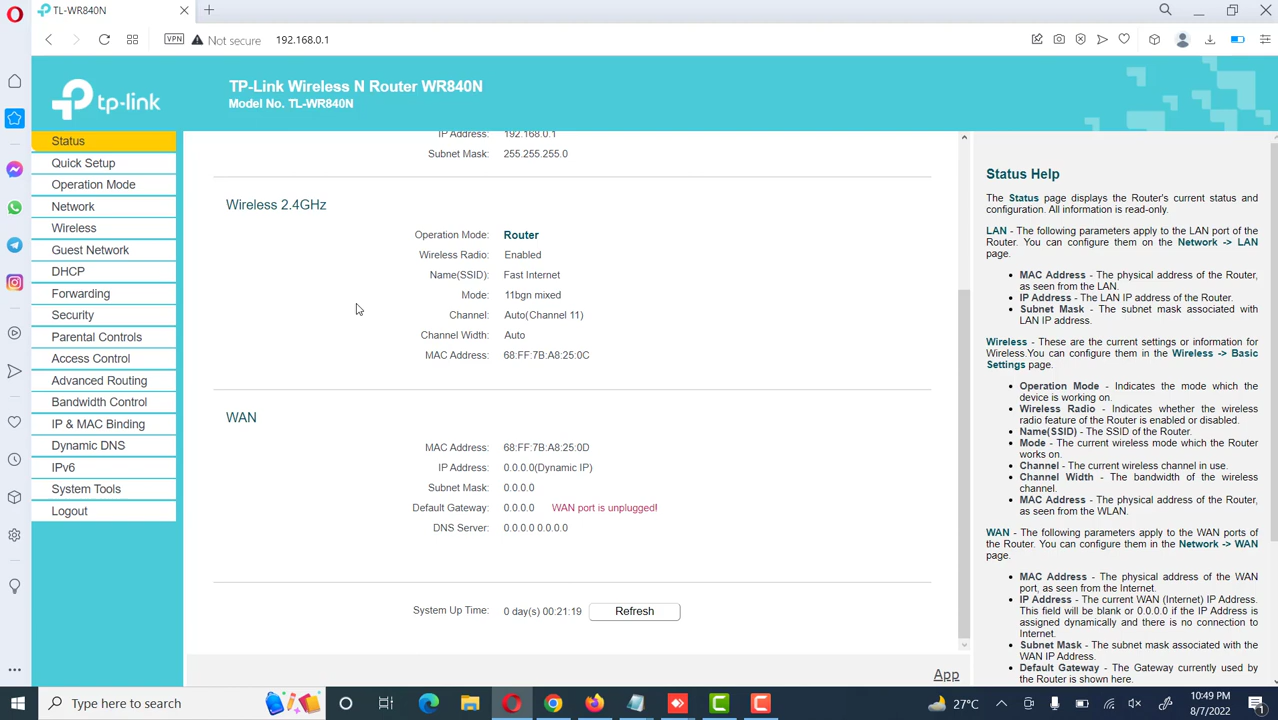 TL-WR840N
VPN
Not secure
192.168.0.1
tp-link
TP-Link Wireless N Router WR840N
Model No. TL-WR840N
Status
Quick Setup
Operation Mode
Network
Wireless
Guest Network
DHCP
Forwarding
Security
Parental Controls
Access Control
Advanced Routing
Bandwidth Control
IP & MAC Binding
Dynamic DNS
IPv6
System Tools
Logout
IP Address: 192.168.0.1
Subnet Mask: 255.255.255.0
Wireless 2.4GHz
Operation Mode: Router
Wireless Radio: Enabled
Name(SSID): Fast Internet
Mode: 11bgn mixed
Channel: Auto(Channel 11)
Channel Width: Auto
MAC Address: 68:FF:7B:A8:25:0C
WAN
MAC Address: 68:FF:7B:A8:25:0D
IP Address: 0.0.0.0(Dynamic IP)
Subnet Mask: 0.0.0.0
Default Gateway: 0.0.0.0 WAN port is unplugged!
DNS Server: 0.0.0.0 0.0.0.0
System Up Time: 0 day(s) 00:21:19 Refresh
App
Status Help
The Status page displays the Router's current status and
configuration. All information is read-only.
LAN - The following parameters apply to the LAN port of the
Router. You can configure them on the Network -> LAN
page.
MAC Address - The physical address of the Router,
as seen from the LAN.
IP Address - The LAN IP address of the Router.
Subnet Mask - The subnet mask associated with
LAN IP address.
Wireless - These are the current settings or information for
Wireless.You can configure them in the Wireless -> Basic
Settings page.
Operation Mode - Indicates the mode which the
device is working on.
Wireless Radio - Indicates whether the wireless
radio feature of the Router is enabled or disabled.
Name(SSID) - The SSID of the Router.
Mode - The current wireless mode which the Router
works on.
Channel - The current wireless channel in use.
Channel Width - The bandwidth of the wireless
channel.
MAC Address - The physical address of the Router,
as seen from the WLAN.
WAN - The following parameters apply to the WAN ports of
the Router. You can configure them in the Network -> WAN
page.
MAC Address - The physical address of the WAN
port, as seen from the Internet.
IP Address - The current WAN (Internet) IP Address.
This field will be blank or 0.0.0.0 if the IP Address is
assigned dynamically and there is no connection to
Internet.
Subnet Mask - The subnet mask associated with the
WAN IP Address.
Default Gateway - The Gateway currently used by
the Router is shown here.
Type here to search
27°C
10:49 PM
8/7/2022
1